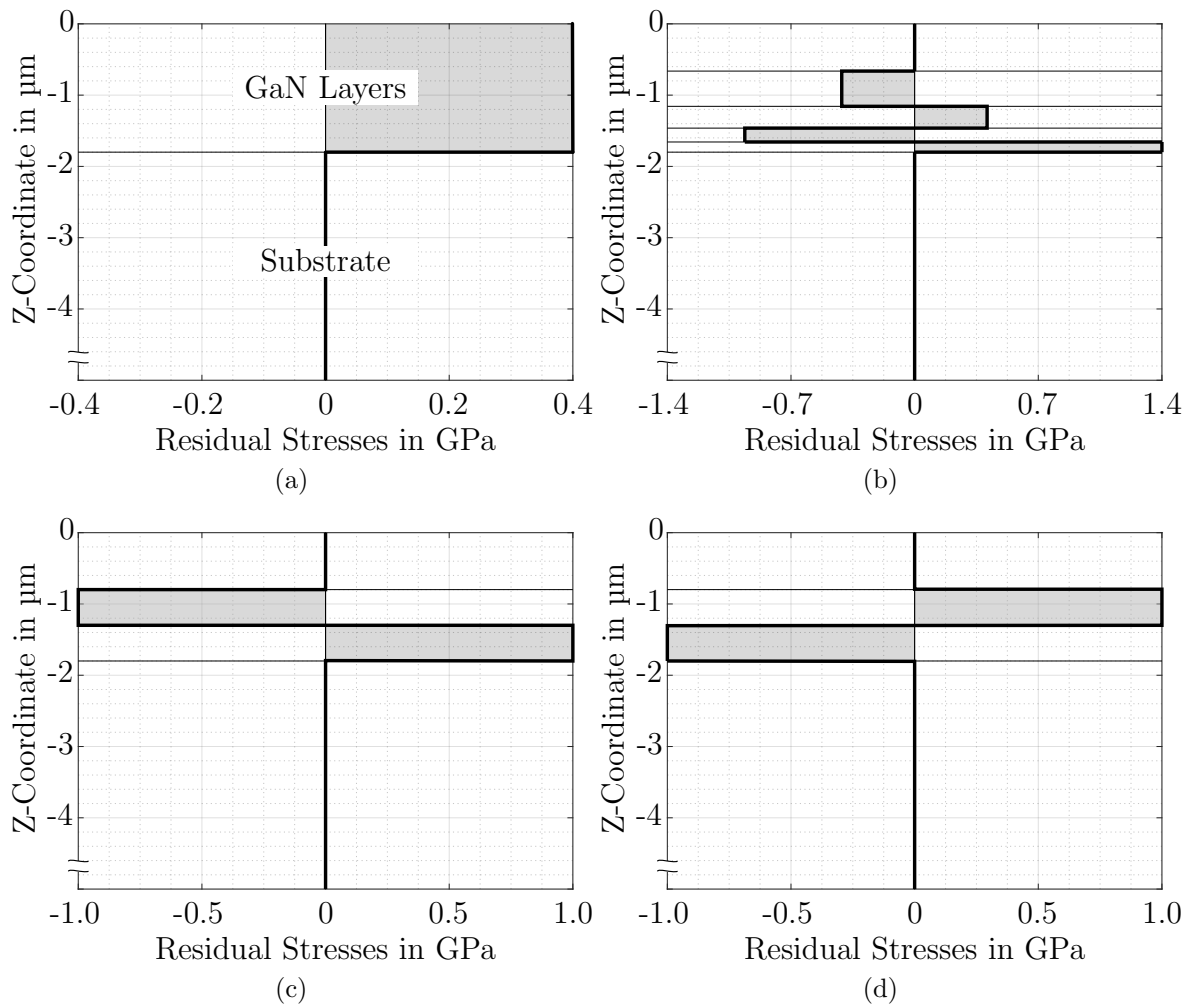 0
-1
-2
-3
-4
Z-Coordinate in µm
GaN Layers
Substrate
-0.4 -0.2 0 0.2 0.4
Residual Stresses in GPa
(a)
0
-1
-2
-3
-4
Z-Coordinate in µm
-1.4 -0.7 0 0.7 1.4
Residual Stresses in GPa
(b)
0
-1
-2
-3
-4
Z-Coordinate in µm
-1.0 -0.5 0 0.5 1.0
Residual Stresses in GPa
(c)
0
-1
-2
-3
-4
Z-Coordinate in µm
-1.0 -0.5 0 0.5 1.0
Residual Stresses in GPa
(d)